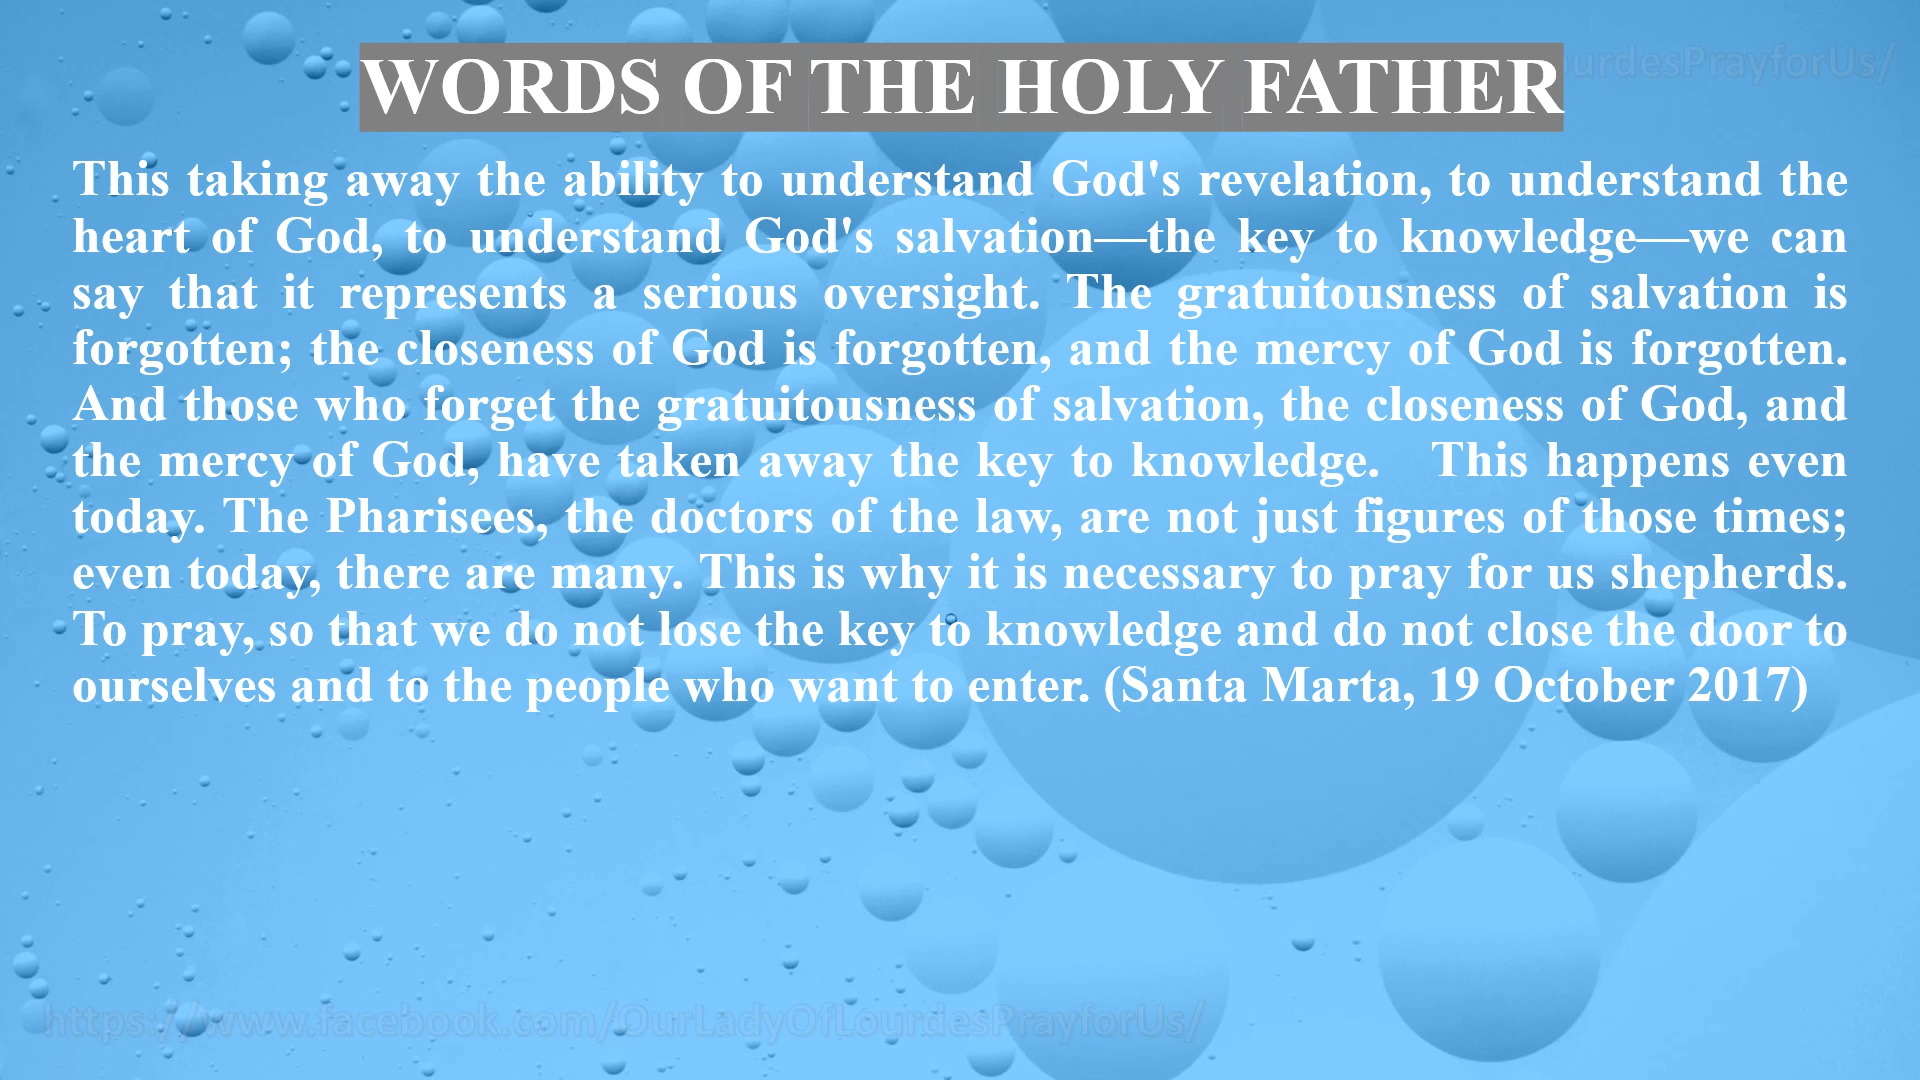 WORDS OF THE HOLY FATHER
urdesPrayforUs/
This taking away the ability to understand God's revelation, to understand the
heart of God, to understand God's salvation—the key to knowledge—we can
say that it represents a serious oversight. The gratuitousness of salvation is
forgotten; the closeness of God is forgotten, and the mercy of God is forgotten.
And those who forget the gratuitousness of salvation, the closeness of God, and
the mercy of God, have taken away the key to knowledge.   This happens even
today. The Pharisees, the doctors of the law, are not just figures of those times;
even today, there are many. This is why it is necessary to pray for us shepherds.
To pray, so that we do not lose the key to knowledge and do not close the door to
ourselves and to the people who want to enter. (Santa Marta, 19 October 2017)
https://www.facebook.com/OurLadyOfLourdesPrayforUs/